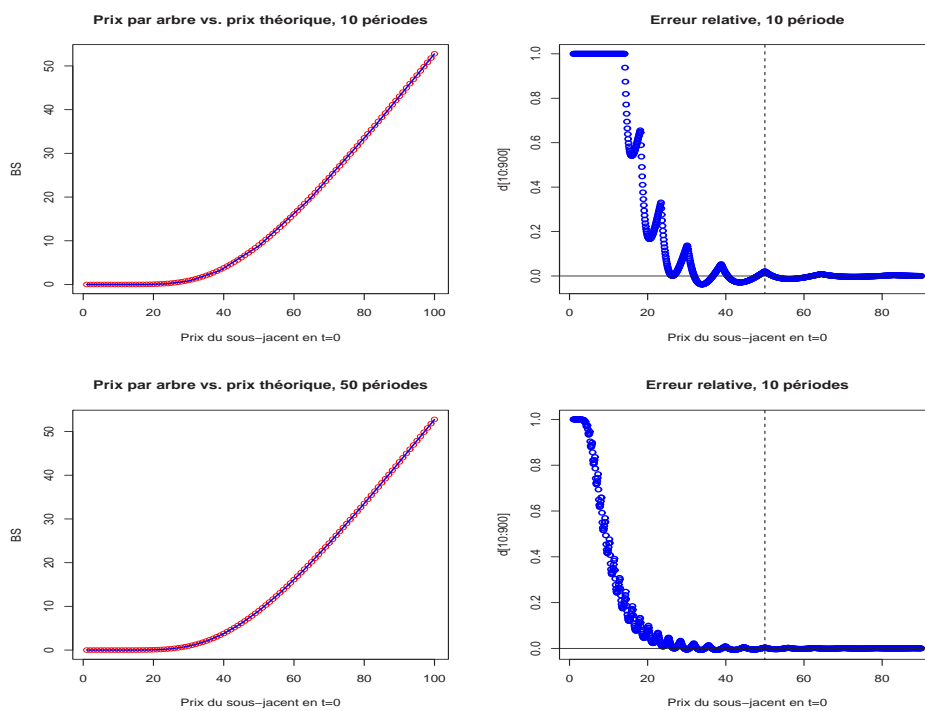 Prix par arbre vs. prix théorique, 10 périodes
BS
0 10 20 30 40 50
0 20 40 60 80 100
Prix du sous−jacent en t=0
Erreur relative, 10 période
d[10:900]
0.0 0.2 0.4 0.6 0.8 1.0
0 20 40 60 80
Prix du sous−jacent en t=0
Prix par arbre vs. prix théorique, 50 périodes
BS
0 10 20 30 40 50
0 20 40 60 80 100
Prix du sous−jacent en t=0
Erreur relative, 10 périodes
d[10:900]
0.0 0.2 0.4 0.6 0.8 1.0
0 20 40 60 80
Prix du sous−jacent en t=0